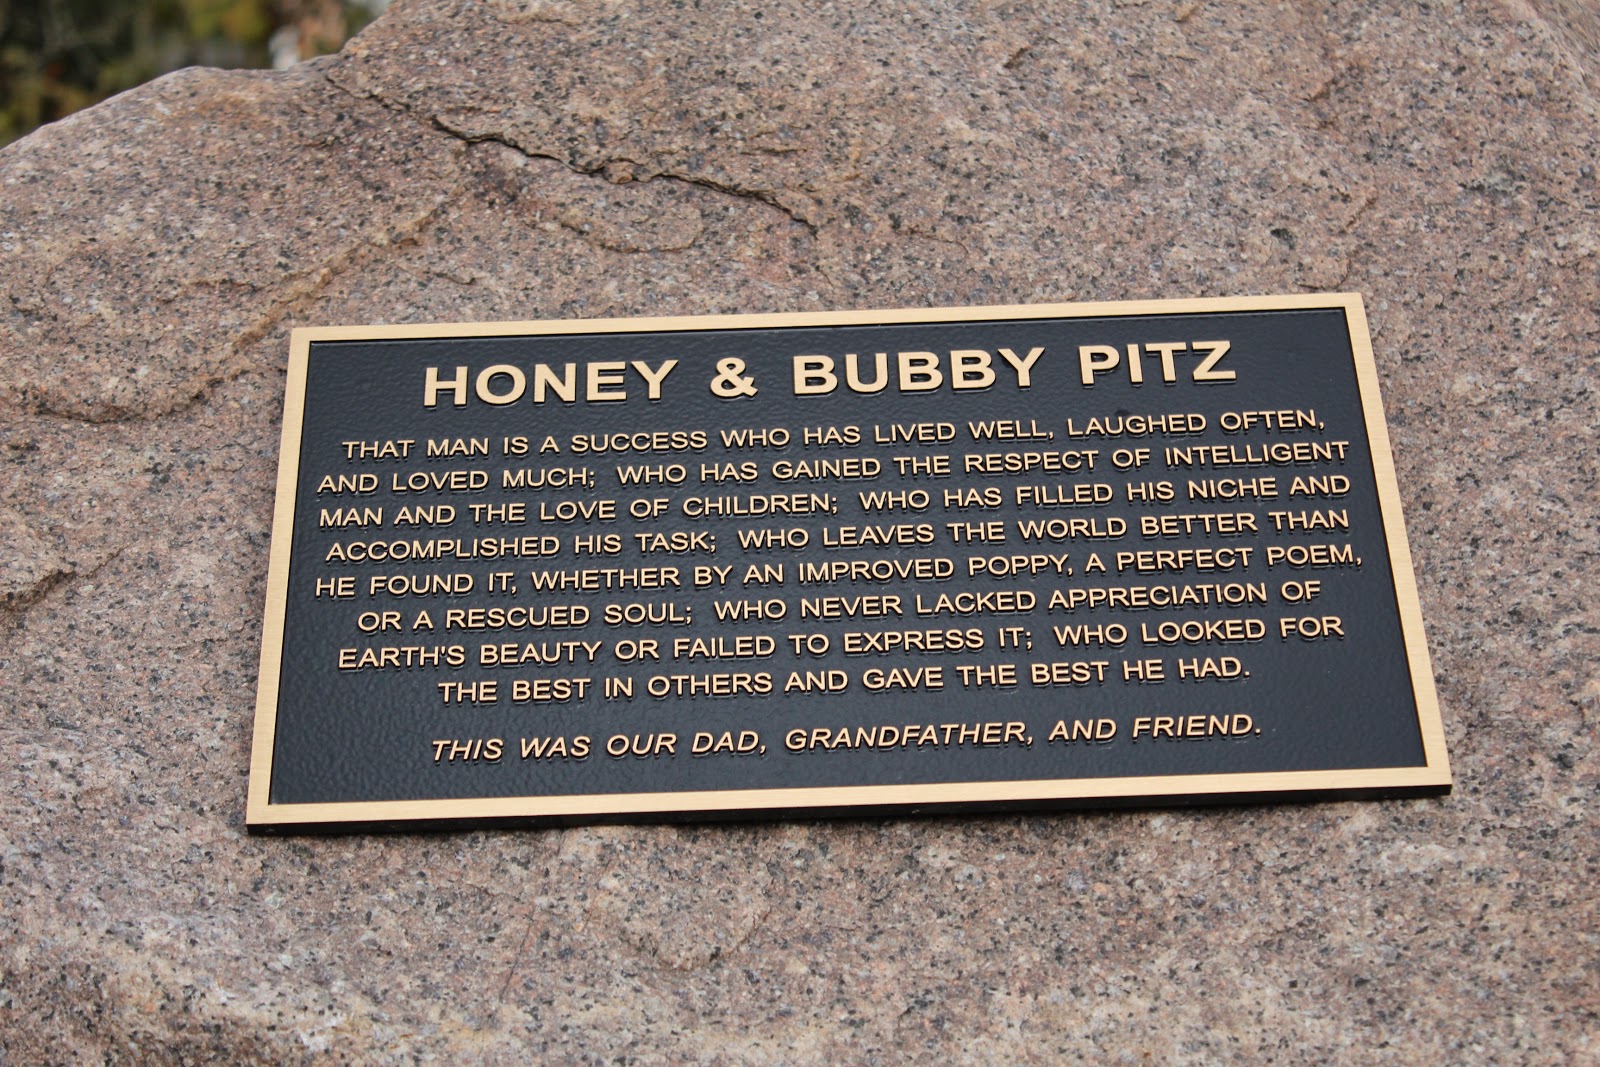 HONEY & BUBBY PITZ
THAT MAN IS A SUCCESS WHO HAS LIVED WELL, LAUGHED OFTEN,
AND LOVED MUCH; WHO HAS GAINED THE RESPECT OF INTELLIGENT
MAN AND THE LOVE OF CHILDREN; WHO HAS FILLED HIS NICHE AND
ACCOMPLISHED HIS TASK; WHO LEAVES THE WORLD BETTER THAN
HE FOUND IT, WHETHER BY AN IMPROVED POPPY, A PERFECT POEM,
OR A RESCUED SOUL; WHO NEVER LACKED APPRECIATION OF
EARTH'S BEAUTY OR FAILED TO EXPRESS IT; WHO LOOKED FOR
THE BEST IN OTHERS AND GAVE THE BEST HE HAD.
THIS WAS OUR DAD, GRANDFATHER, AND FRIEND.